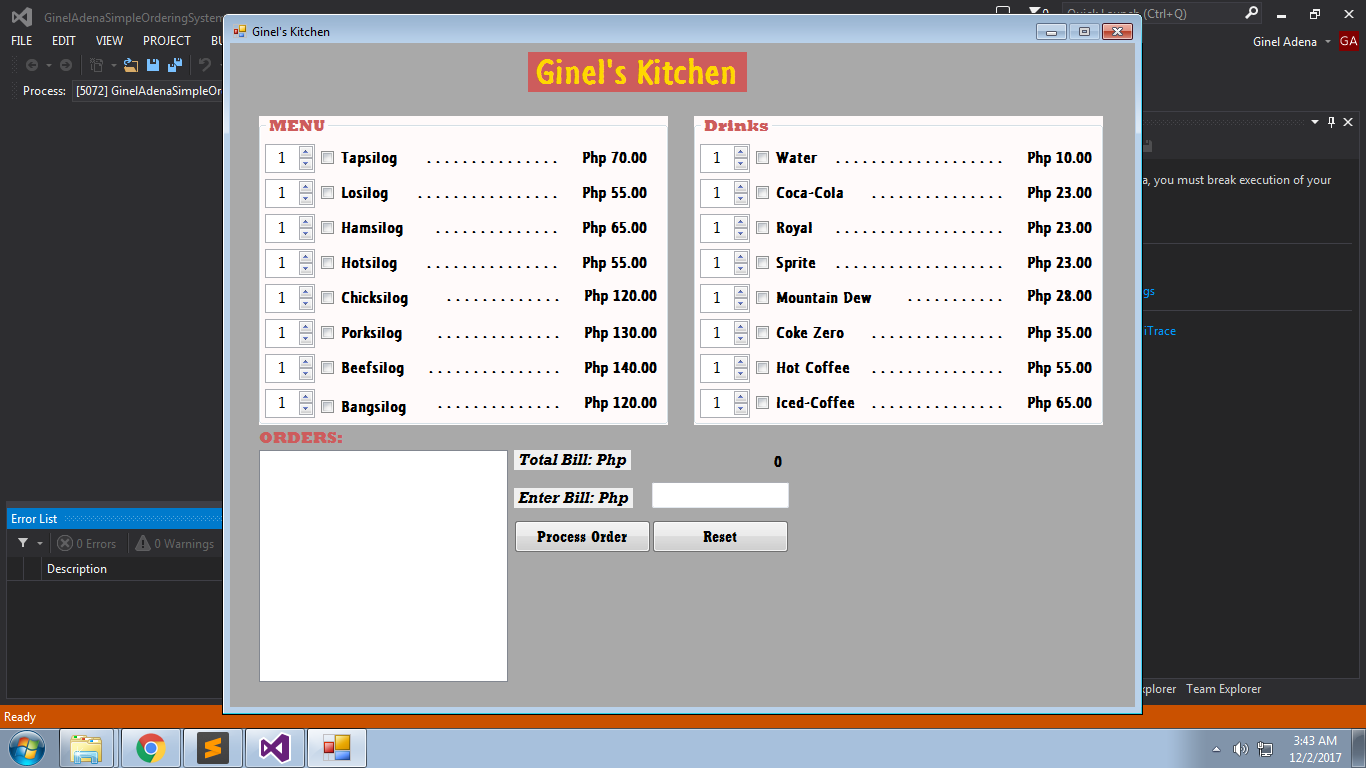 GinelAdenaSimpleOrderingSystem
Ginel's Kitchen
Quick Launch (Ctrl+Q)
FILE EDIT VIEW PROJECT BU
Ginel Adena GA
Process: [5072] GinelAdenaSimpleOr
Ginel's Kitchen
MENU
1 Tapsilog ............... Php 70.00
1 Losilog ................ Php 55.00
1 Hamsilog .............. Php 65.00
1 Hotsilog ............... Php 55.00
1 Chicksilog ............. Php 120.00
1 Porksilog .............. Php 130.00
1 Beefsilog ............... Php 140.00
1 Bangsilog .............. Php 120.00
Drinks
1 Water ................... Php 10.00
1 Coca-Cola ............... Php 23.00
1 Royal ................... Php 23.00
1 Sprite ................... Php 23.00
1 Mountain Dew ........... Php 28.00
1 Coke Zero ............... Php 35.00
1 Hot Coffee ............... Php 55.00
1 Iced-Coffee ............... Php 65.00
a, you must break execution of your
gs
iTrace
ORDERS:
Total Bill: Php 0
Enter Bill: Php
Process Order Reset
Error List
0 Errors 0 Warnings
Description
xplorer Team Explorer
Ready
3:43 AM
12/2/2017